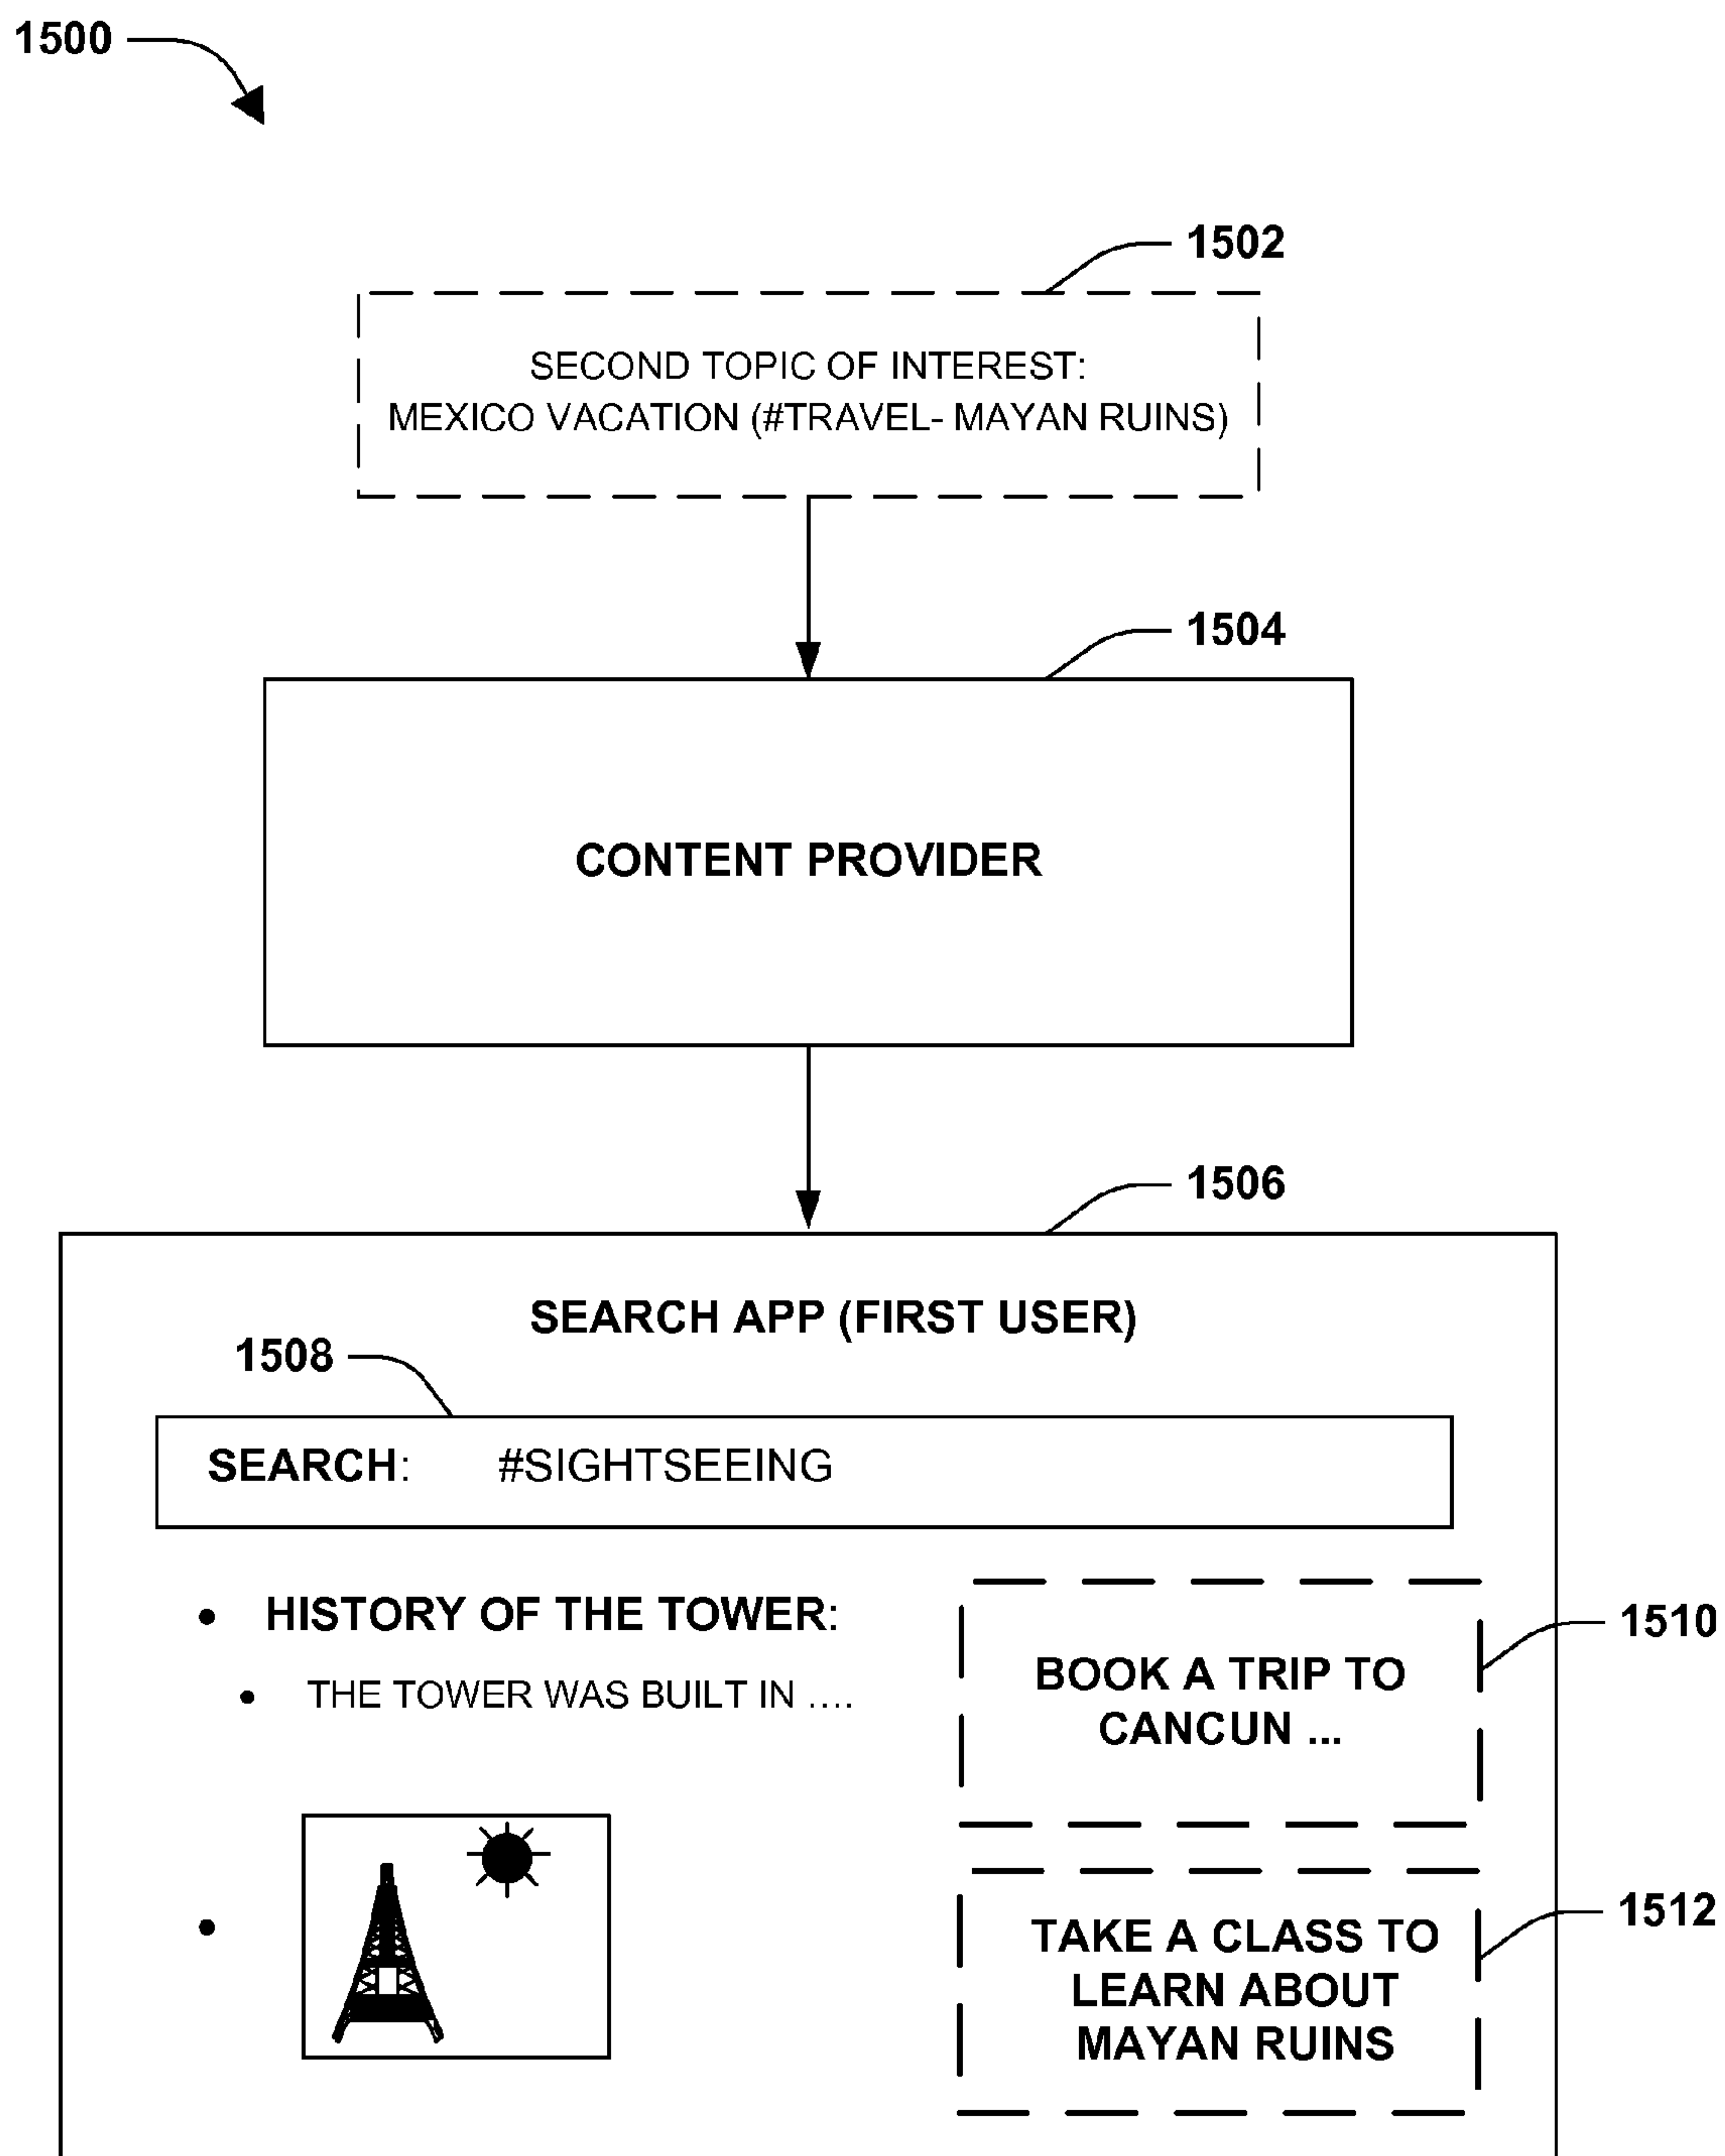 1500
1502
SECOND TOPIC OF INTEREST:
MEXICO VACATION (#TRAVEL- MAYAN RUINS)
1504
CONTENT PROVIDER
1506
SEARCH APP (FIRST USER)
1508
SEARCH: #SIGHTSEEING
• HISTORY OF THE TOWER:
• THE TOWER WAS BUILT IN ....
1510
BOOK A TRIP TO
CANCUN ...
1512
TAKE A CLASS TO
LEARN ABOUT
MAYAN RUINS